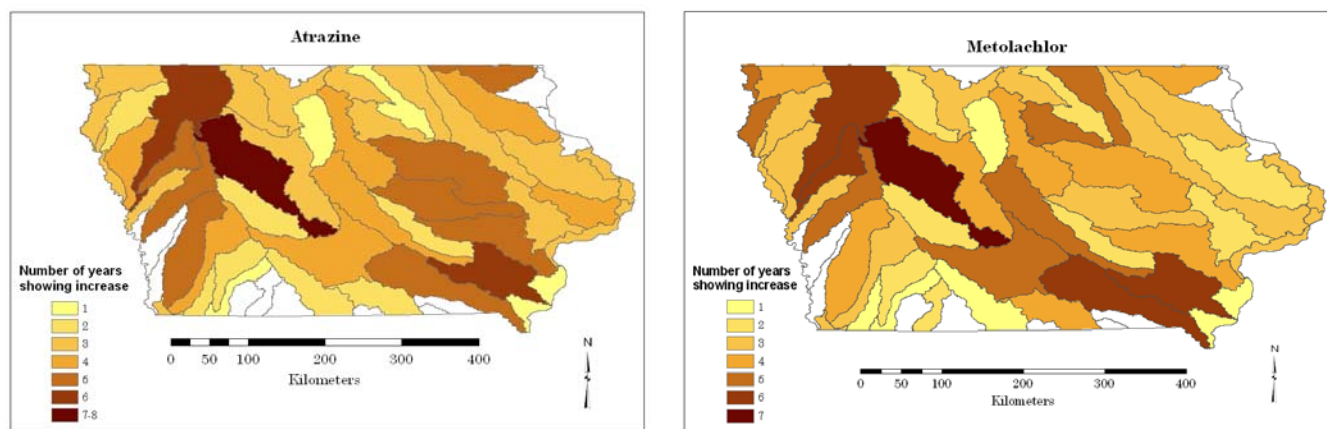 Atrazine
Number of years
showing increase
1
2
3
4
5
6
7-8
0 50 100 200 300 400
Kilometers
N
Metolachlor
Number of years
showing increase
1
2
3
4
5
6
7
0 50 100 200 300 400
Kilometers
N